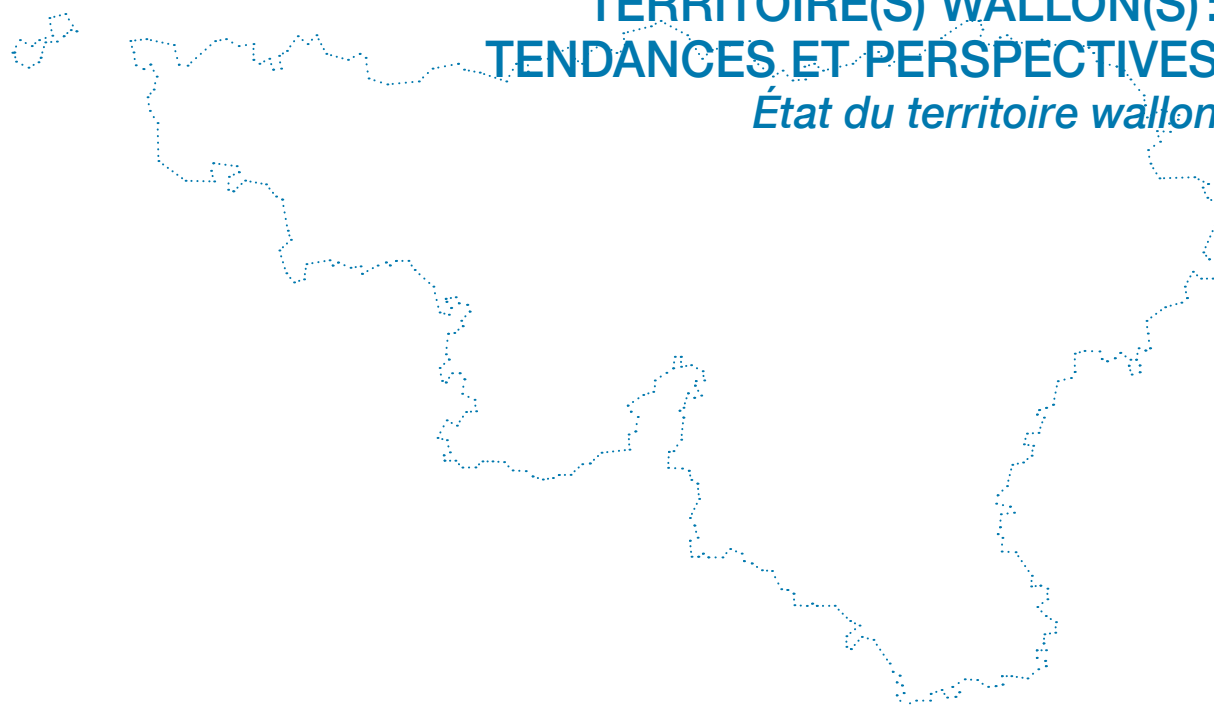 TERRITOIRE(S) WALLON(S) :
TENDANCES ET PERSPECTIVES
État du territoire wallon